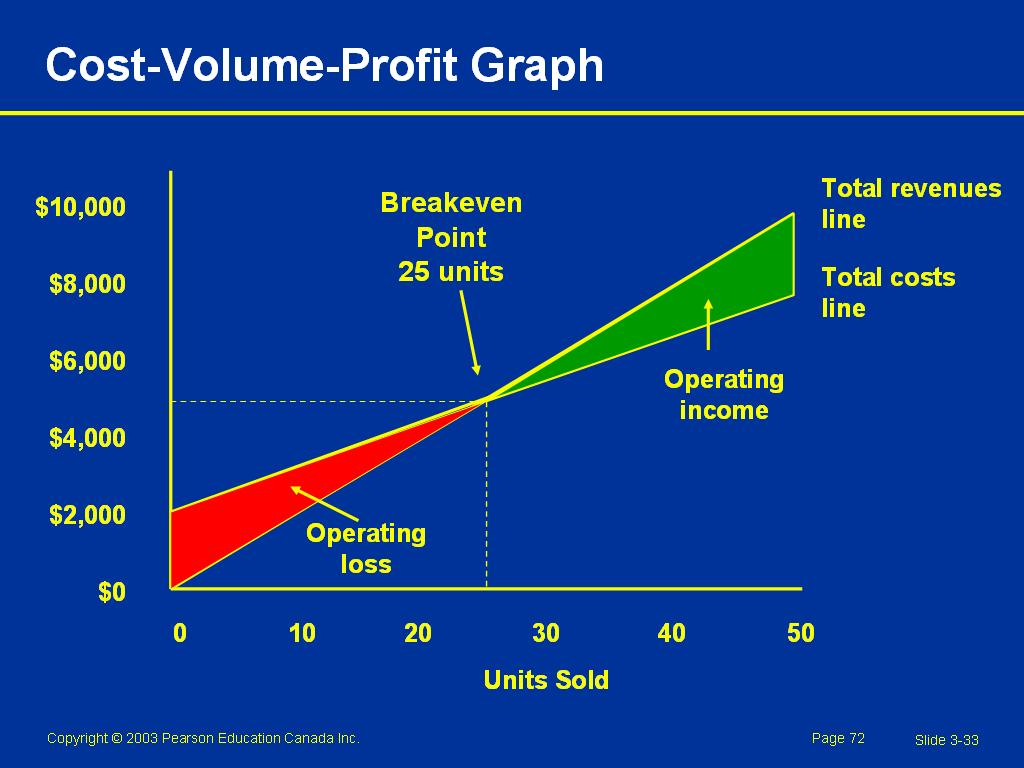 Cost-Volume-Profit Graph
$10,000
$8,000
$6,000
$4,000
$2,000
$0
Breakeven
Point
25 units
Total revenues
line
Total costs
line
Operating
income
Operating
loss
0 10 20 30 40 50
Units Sold
Copyright © 2003 Pearson Education Canada Inc. Page 72 Slide 3-33